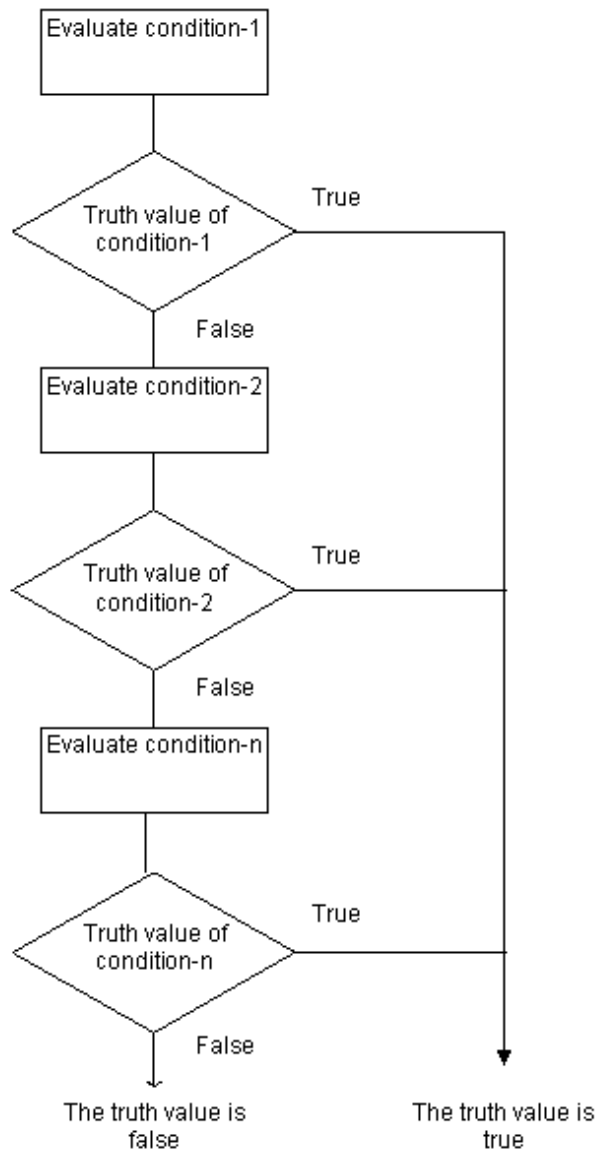 Evaluate condition-1
Truth value of
condition-1
True
False
Evaluate condition-2
Truth value of
condition-2
True
False
Evaluate condition-n
Truth value of
condition-n
True
False
The truth value is
false
The truth value is
true